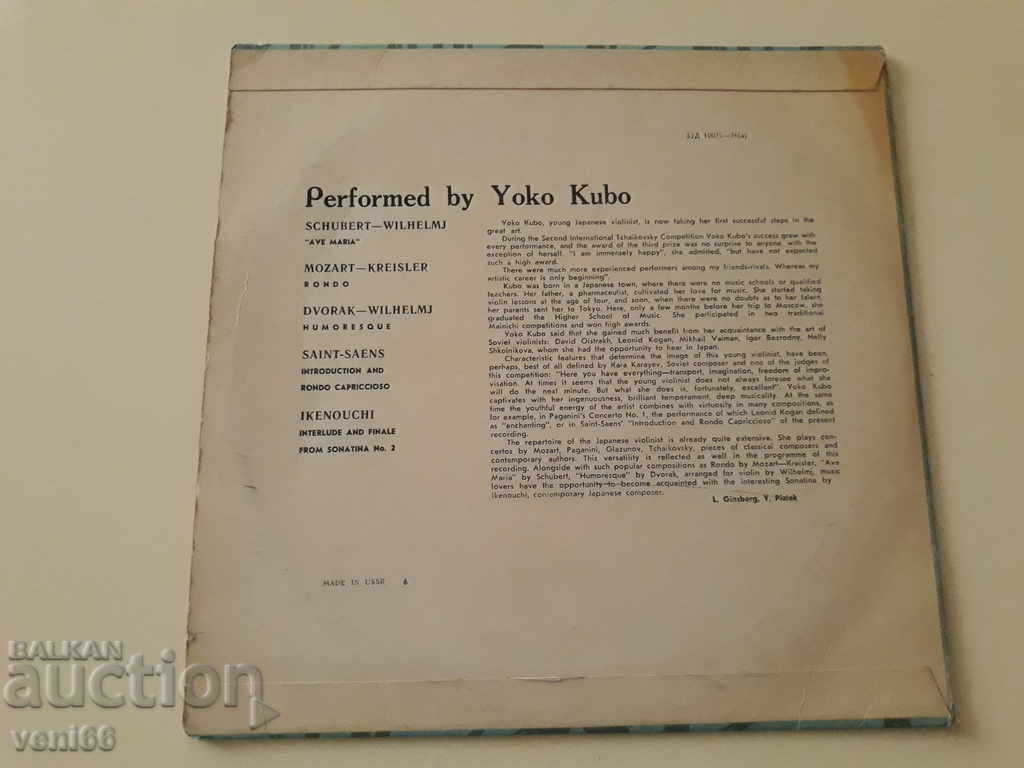 33Д 10075—76(a)
Performed by Yoko Kubo
SCHUBERT—WILHELMJ
"AVE MARIA"
MOZART—KREISLER
RONDO
DVORAK—WILHELMJ
HUMORESQUE
SAINT-SAENS
INTRODUCTION AND
RONDO CAPRICCIOSO
IKENOUCHI
INTERLUDE AND FINALE
FROM SONATINA No. 2
Yoko Kubo, young Japanese violinist, is now taking her first successful steps in the
great art.
During the Second International Tchaikovsky Competition Yoko Kubo's success grew with
every performance, and the award of the third prize was no surprise to anyone, with the
exception of herself. "I am immensely happy", she admitted, "but have not expected
such a high award.
There were much more experienced performers among my friends-rivals. Whereas my
artistic career is only beginning".
Kubo was born in a Japanese town, where there were no music schools or qualified
teachers. Her father, a pharmaceutist, cultivated her love for music. She started taking
violin lessons at the age of four, and soon, when there were no doubts as to her talent,
her parents sent her to Tokyo. Here, only a few months before her trip to Moscow, she
graduated the Higher School of Music. She participated in two traditional
Mainichi competitions and won high awards.
Yoko Kubo said that she gained much benefit from her acquaintance with the art of
Soviet violinists: David Oistrakh, Leonid Kogan, Mikhail Vaiman, Igor Bezrodny, Nelly
Shkolnikova, whom she had the opportunity to hear in Japan.
Characteristic features that determine the image of this young violinist, have been,
perhaps, best of all defined by Kara Karayev, Soviet composer and one of the judges of
this competition: "Here you have everything—transport, imagination, freedom of impro-
visation. At times it seems that the young violinist does not always foresee what she
will do the next minute. But what she does is, fortunately, excellent". Yoko Kubo
captivates with her ingenuousness, brilliant temperament, deep musicality. At the same
time the youthful energy of the artist combines with virtuosity in many compositions, as
for example, in Paganini's Concerto No. 1, the performance of which Leonid Kogan defined
as "enchanting", or in Saint-Saens' "Introduction and Rondo Capriccioso" of the present
recording.
The repertoire of the Japanese violinist is already quite extensive. She plays con-
certos by Mozart, Paganini, Glazunov, Tchaikovsky, pieces of classical composers and
contemporary authors. This versatility is reflected as well in the programme of this
recording. Alongside with such popular compositions as Rondo by Mozart—Kreisler, "Ave
Maria" by Schubert, "Humoresque" by Dvorak, arranged for violin by Wilhelmj, music
lovers have the opportunity to become acquainted with the interesting Sonatina by
Ikenouchi, contemporary Japanese composer.
L. Ginsberg, V. Piatek
MADE IN USSR 6
BALKAN
auction
veni66